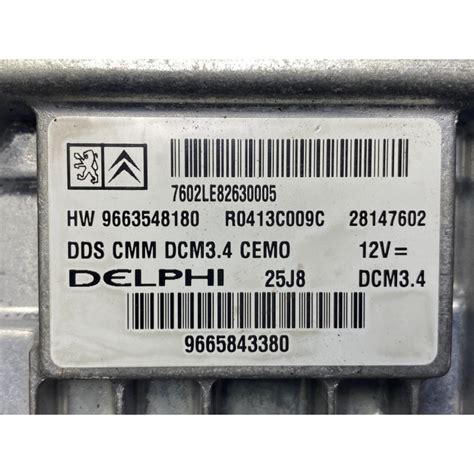 7602LE82630005
HW 9663548180 R0413C009C 28147602
DDS CMM DCM3.4 CEMO 12V=
DELPHI 25J8 DCM3.4
9665843380